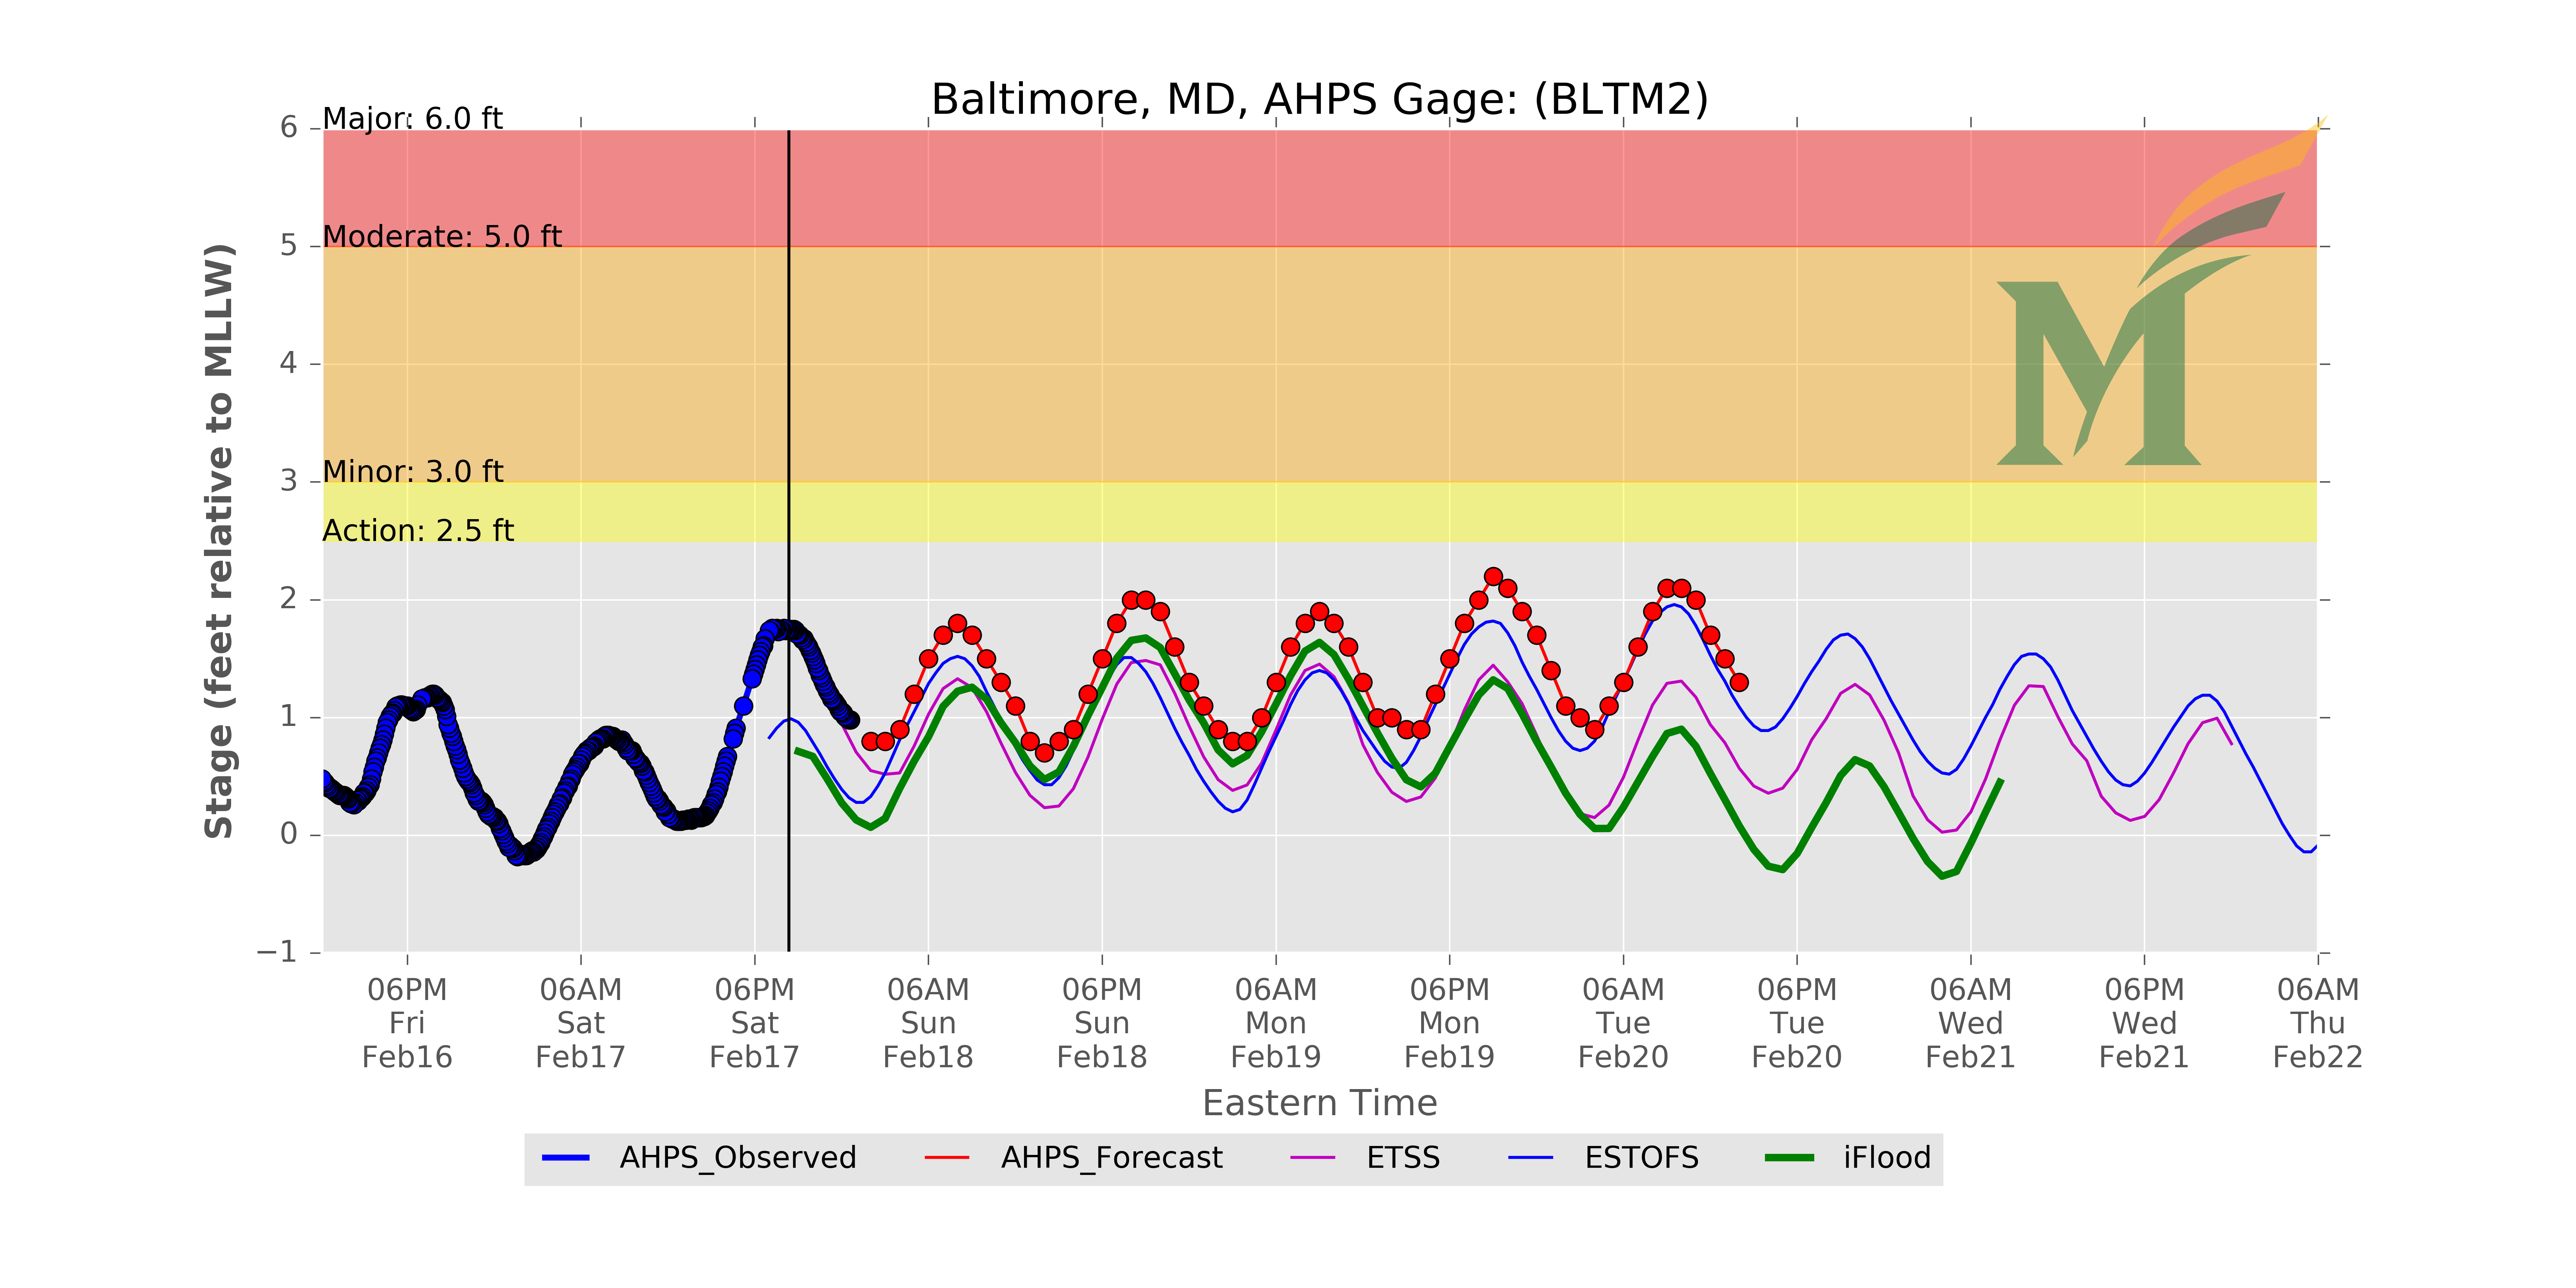 Baltimore, MD, AHPS Gage: (BLTM2)
6
Major: 6.0 ft
5
Moderate: 5.0 ft
4
3
Minor: 3.0 ft
Action: 2.5 ft
2
1
0
−1
Stage (feet relative to MLLW)
M
06PM 06AM 06PM 06AM 06PM 06AM 06PM 06AM 06PM 06AM 06PM 06AM
Fri Sat Sat Sun Sun Mon Mon Tue Tue Wed Wed Thu
Feb16 Feb17 Feb17 Feb18 Feb18 Feb19 Feb19 Feb20 Feb20 Feb21 Feb21 Feb22
Eastern Time
AHPS_Observed AHPS_Forecast ETSS ESTOFS iFlood